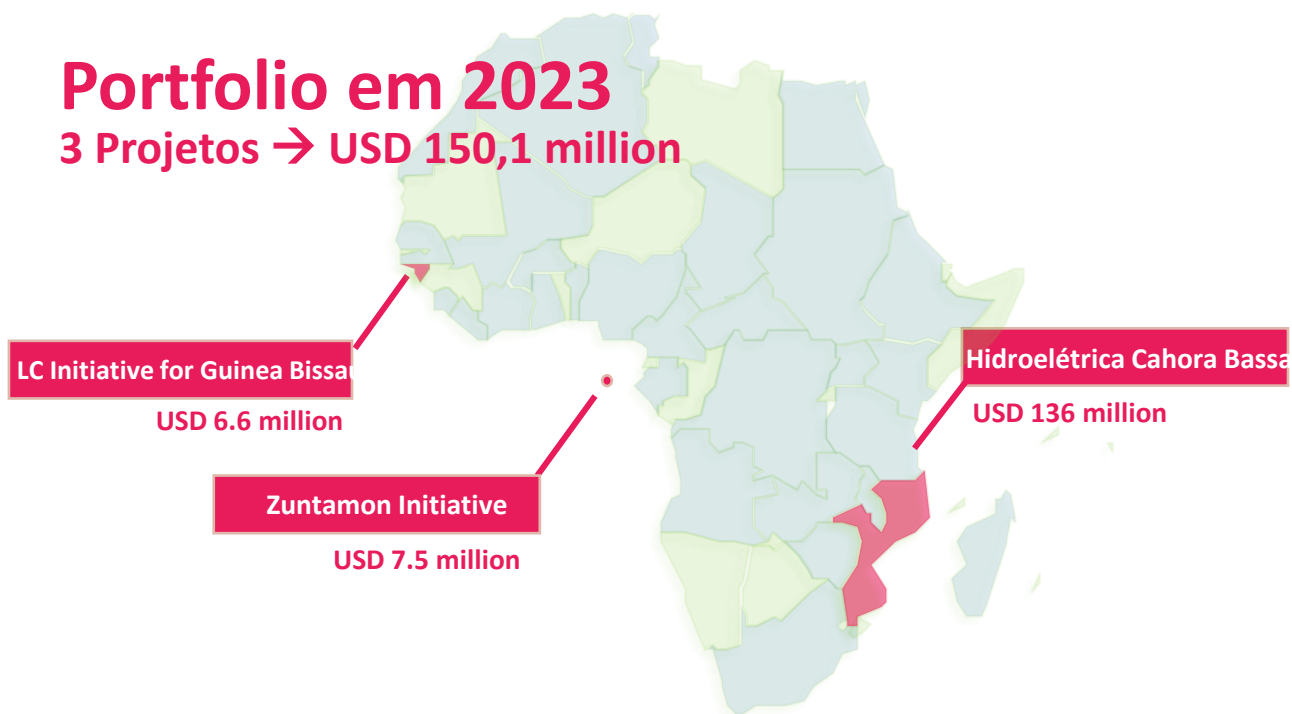 Portfolio em 2023
3 Projetos → USD 150,1 million
LC Initiative for Guinea Bissau
USD 6.6 million
Hidroelétrica Cahora Bassa
USD 136 million
Zuntamon Initiative
USD 7.5 million